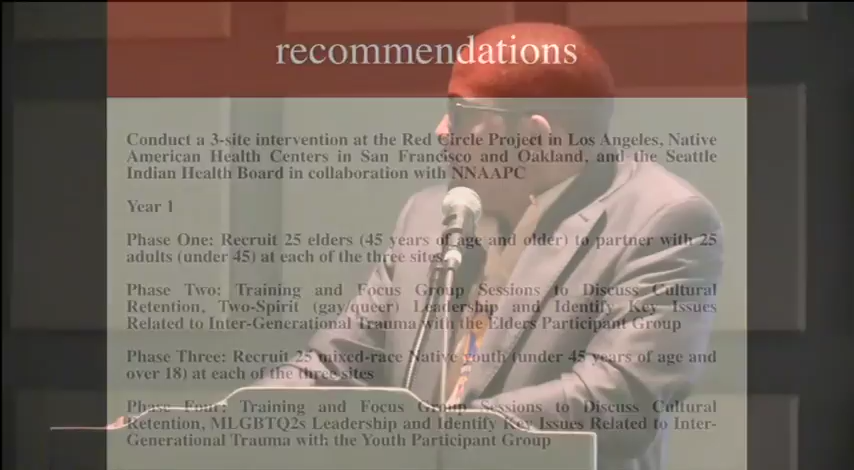 recommendations
Conduct a 3-site intervention at the Red Circle Project in Los Angeles, Native
American Health Centers in San Francisco and Oakland, and the Seattle
Indian Health Board in collaboration with NNAAPC
Year 1
Phase One: Recruit 25 elders (45 years of age and older) to partner with 25
adults (under 45) at each of the three sites.
Phase Two: Training and Focus Group Sessions to Discuss Cultural
Retention, Two-Spirit (gay/queer) Leadership and Identify Key Issues
Related to Inter-Generational Trauma with the Elders Participant Group
Phase Three: Recruit 25 mixed-race Native youth (under 45 years of age and
over 18) at each of the three sites
Phase Four: Training and Focus Group Sessions to Discuss Cultural
Retention, MLGBTQ2s Leadership and Identify Key Issues Related to Inter-
Generational Trauma with the Youth Participant Group